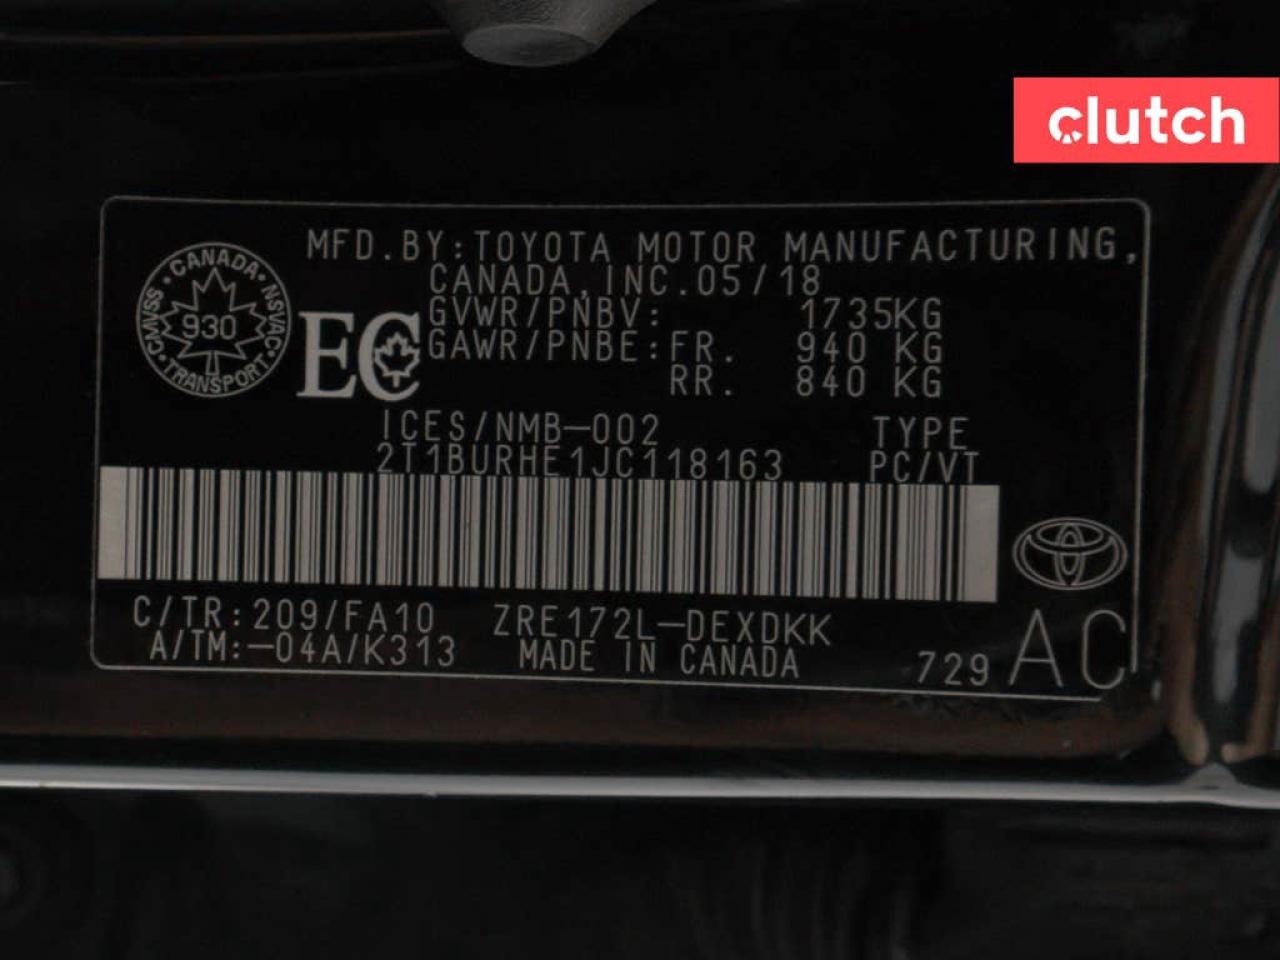 clutch
MFD.BY:TOYOTA MOTOR MANUFACTURING,
CANADA,INC.05/18
GVWR/PNBV: 1735KG
GAWR/PNBE:FR. 940 KG
RR. 840 KG
CANADA
CMVSS 930 NSVAC
TRANSPORT
EC
ICES/NMB-002 TYPE
2T1BURHE1JC118163 PC/VT
C/TR:209/FA10 ZRE172L-DEXDKK
A/TM:-04A/K313 MADE IN CANADA 729 AC